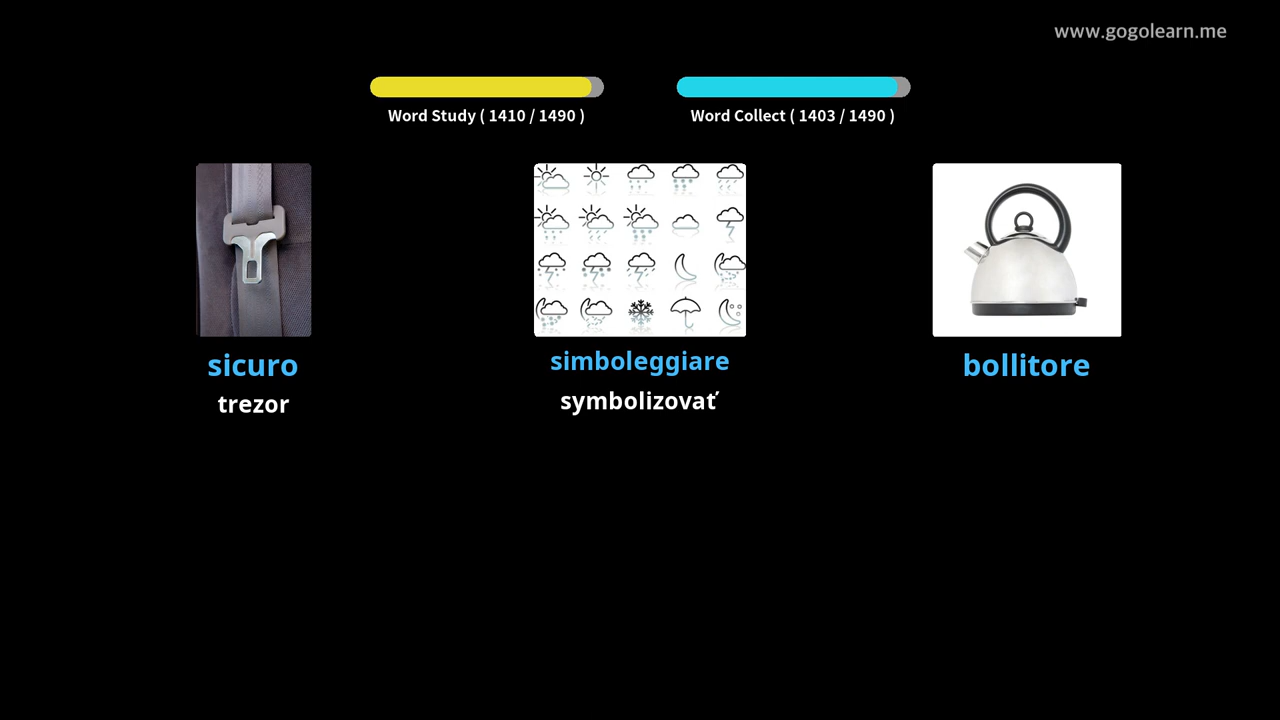 www.gogolearn.me
Word Study ( 1410 / 1490 )
Word Collect ( 1403 / 1490 )
sicuro
trezor
simboleggiare
symbolizovať
bollitore